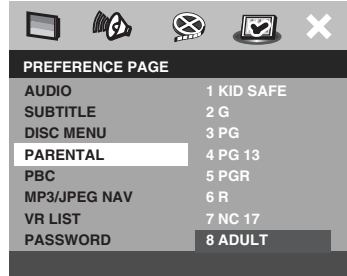 PREFERENCE PAGE
AUDIO 1 KID SAFE
SUBTITLE 2 G
DISC MENU 3 PG
PARENTAL 4 PG 13
PBC 5 PGR
MP3/JPEG NAV 6 R
VR LIST 7 NC 17
PASSWORD 8 ADULT